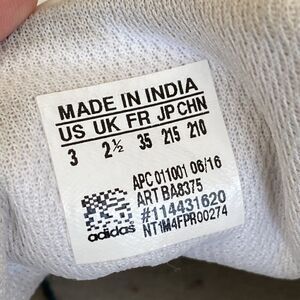 MADE IN INDIA
US UK FR JP CHN
3 2½ 35 215 210
APC 011001 06/16
ART BA8375
#114431620
NT1M4FPR00274
adidas